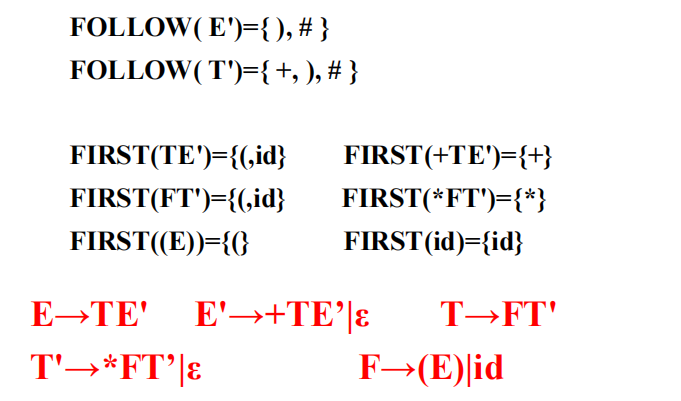 FOLLOW( E')={ ), # }
FOLLOW( T')={ +, ), # }
FIRST(TE')={(,id} FIRST(+TE')={+}
FIRST(FT')={(,id} FIRST(*FT')={*}
FIRST((E))={(} FIRST(id)={id}
E→TE' E'→+TE’|ε T→FT'
T'→*FT’|ε F→(E)|id